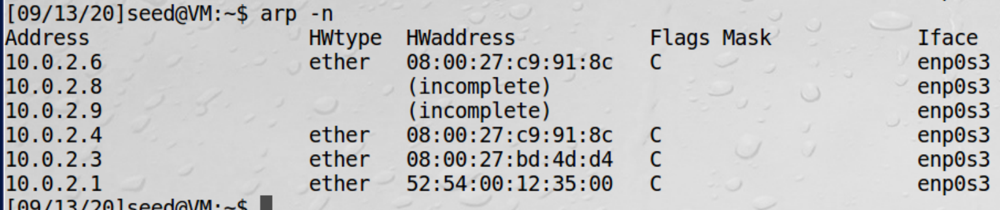 [09/13/20]seed@VM:~$ arp -n
Address HWtype HWaddress Flags Mask Iface
10.0.2.6 ether 08:00:27:c9:91:8c C enp0s3
10.0.2.8 (incomplete) enp0s3
10.0.2.9 (incomplete) enp0s3
10.0.2.4 ether 08:00:27:c9:91:8c C enp0s3
10.0.2.3 ether 08:00:27:bd:4d:d4 C enp0s3
10.0.2.1 ether 52:54:00:12:35:00 C enp0s3
[09/13/20]seed@VM:~$